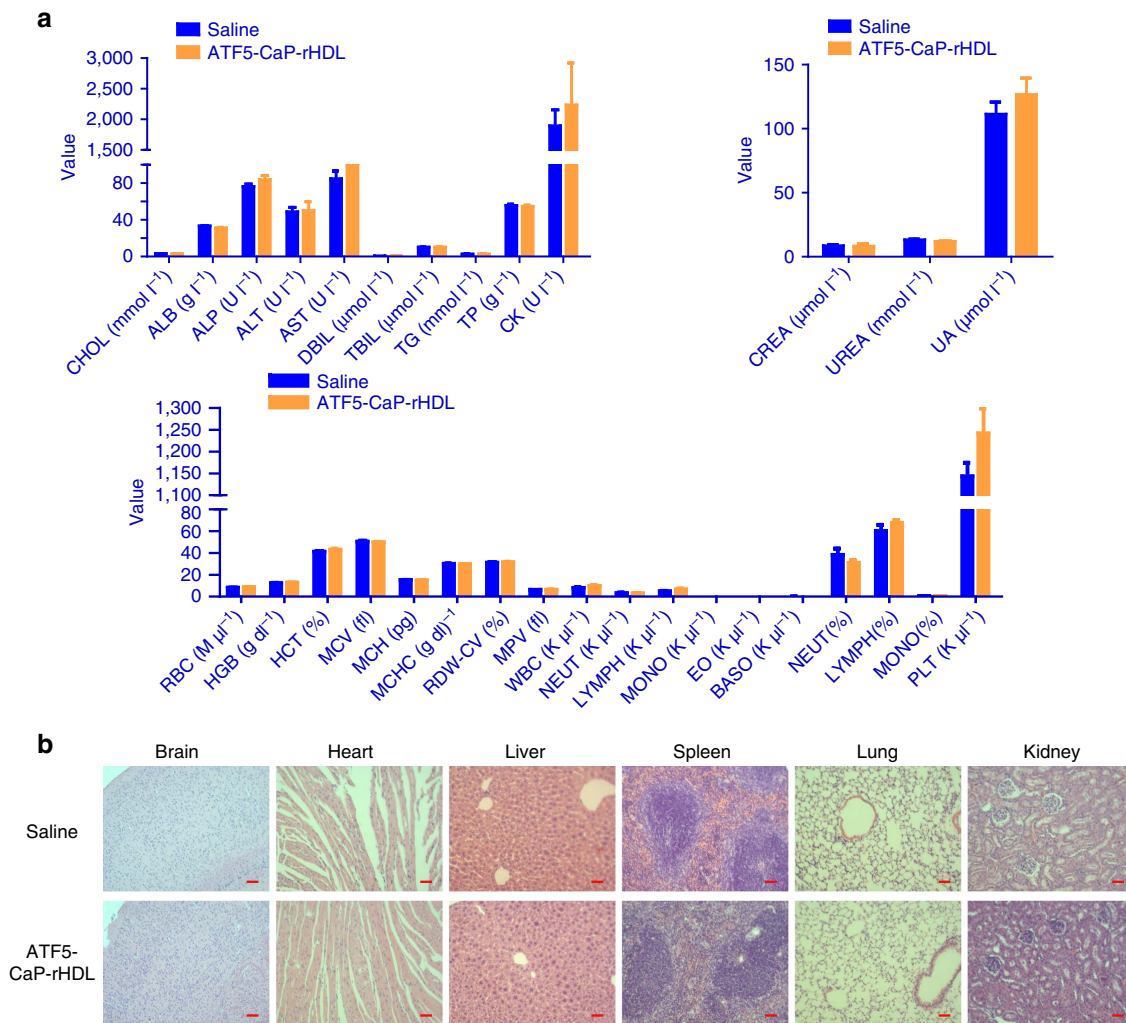 a
Saline
ATF5-CaP-rHDL
3,000
2,500
2,000
1,500
80
40
0
Value
CHOL (mmol l⁻¹)
ALB (g l⁻¹)
ALP (U l⁻¹)
ALT (U l⁻¹)
AST (U l⁻¹)
DBIL (µmol l⁻¹)
TBIL (µmol l⁻¹)
TG (mmol l⁻¹)
TP (g l⁻¹)
CK (U l⁻¹)
Saline
ATF5-CaP-rHDL
150
100
50
0
Value
CREA (µmol l⁻¹)
UREA (mmol l⁻¹)
UA (µmol l⁻¹)
Saline
ATF5-CaP-rHDL
1,300
1,250
1,200
1,150
1,100
80
60
40
20
0
Value
RBC (M µl⁻¹)
HGB (g dl⁻¹)
HCT (%)
MCV (fl)
MCH (pg)
MCHC (g dl)⁻¹
RDW-CV (%)
MPV (fl)
WBC (K µl⁻¹)
NEUT (K µl⁻¹)
LYMPH (K µl⁻¹)
MONO (K µl⁻¹)
EO (K µl⁻¹)
BASO (K µl⁻¹)
NEUT(%)
LYMPH(%)
MONO(%)
PLT (K µl⁻¹)
b
Brain Heart Liver Spleen Lung Kidney
Saline
ATF5-
CaP-rHDL